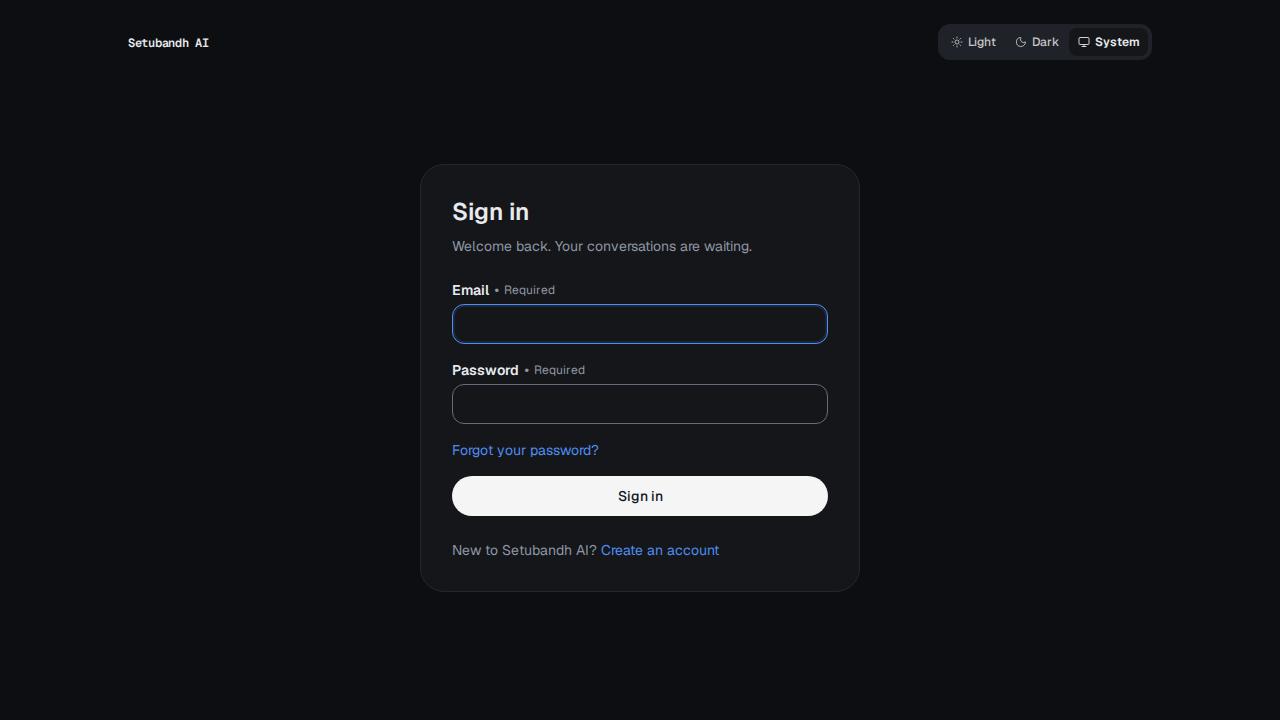 Setubandh AI
Light Dark System
Sign in
Welcome back. Your conversations are waiting.
Email • Required
Password • Required
Forgot your password?
Sign in
New to Setubandh AI? Create an account